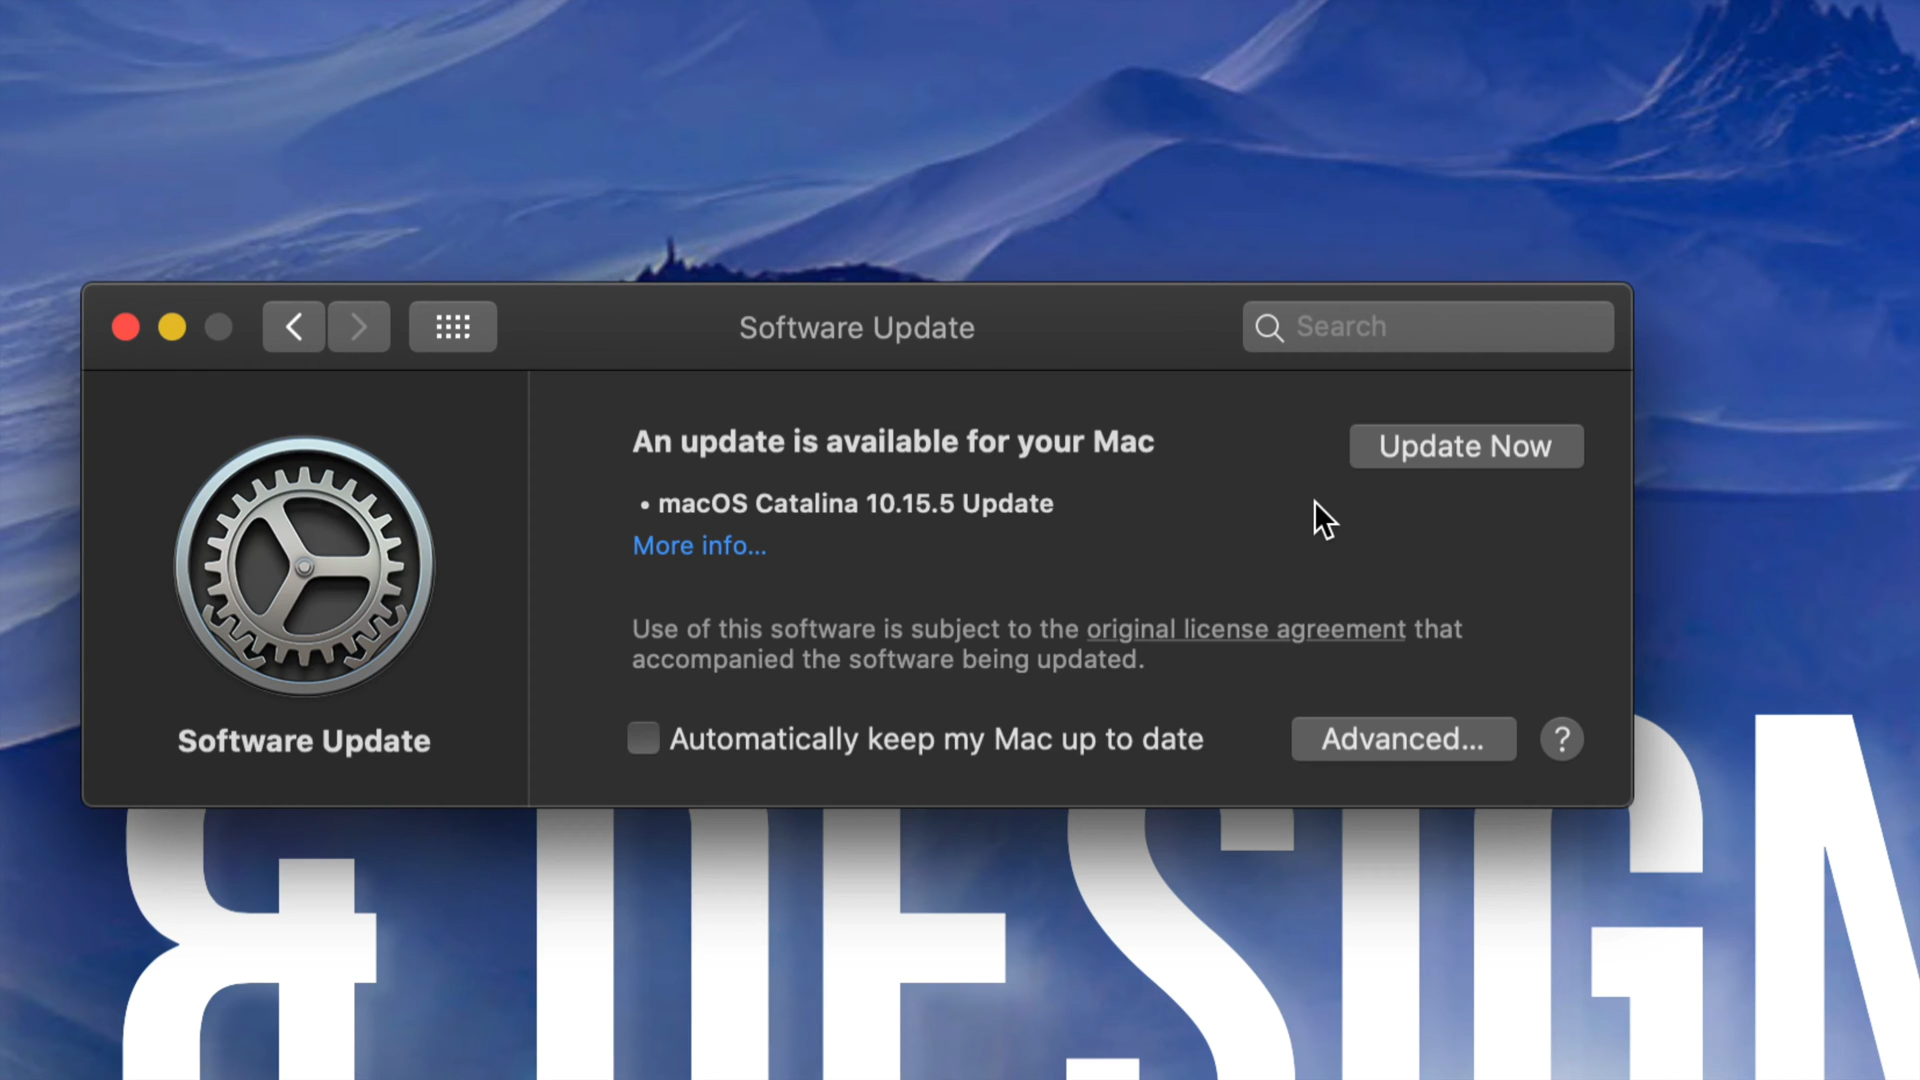 Software Update
Search
An update is available for your Mac
Update Now
• macOS Catalina 10.15.5 Update
More info...
Use of this software is subject to the original license agreement that
accompanied the software being updated.
Software Update
Automatically keep my Mac up to date
Advanced...
?
& DESIGN